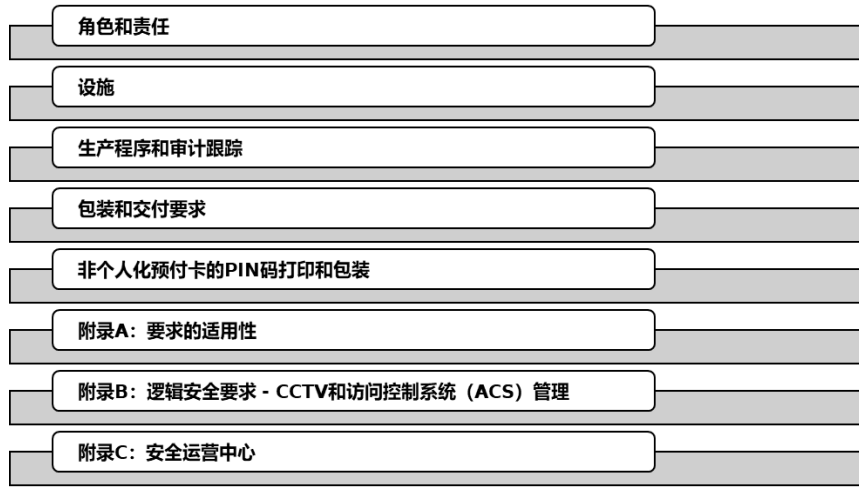 角色和责任
设施
生产程序和审计跟踪
包装和交付要求
非个人化预付卡的PIN码打印和包装
附录A：要求的适用性
附录B：逻辑安全要求 - CCTV和访问控制系统（ACS）管理
附录C：安全运营中心